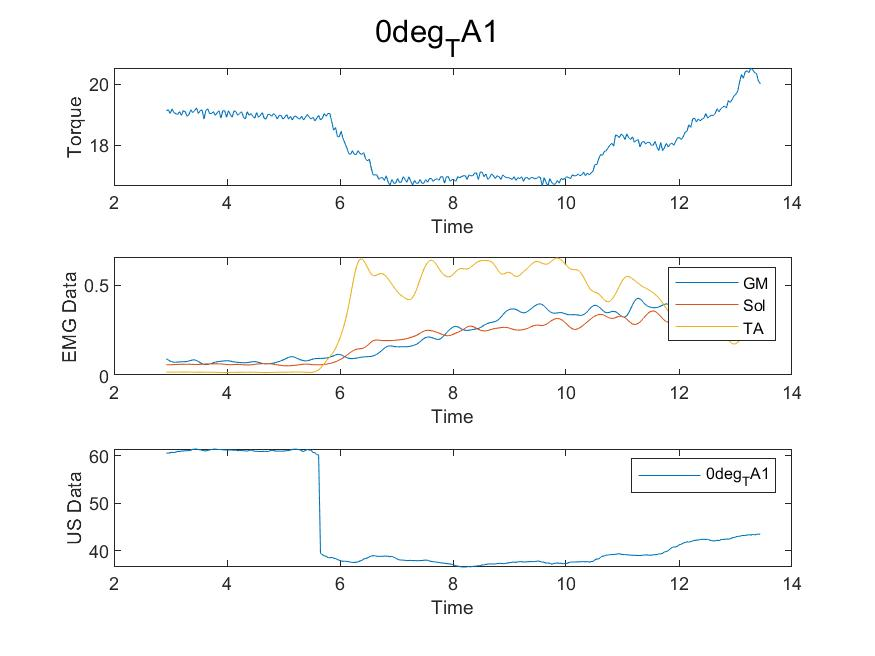 0deg_TA1
20
18
Torque
2 4 6 8 10 12 14
Time
0.5
0
EMG Data
GM
Sol
TA
2 4 6 8 10 12 14
Time
60
50
40
US Data
0deg_TA1
2 4 6 8 10 12 14
Time